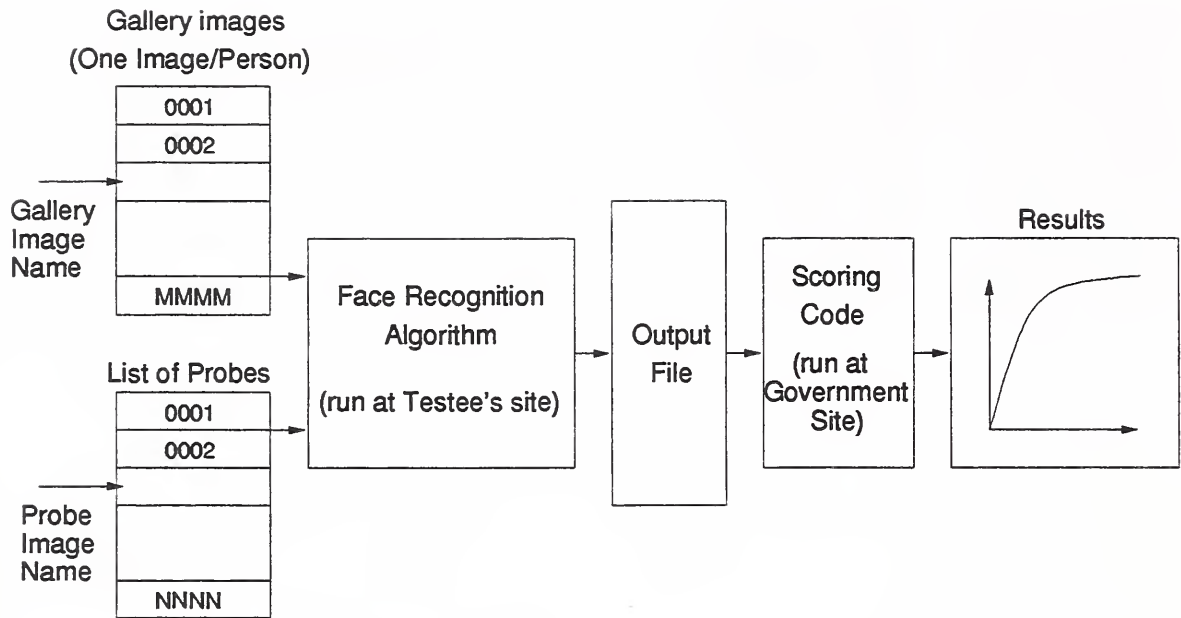 Gallery images
(One Image/Person)
0001
0002
Gallery
Image
Name
MMMM
List of Probes
0001
0002
Probe
Image
Name
NNNN
Face Recognition
Algorithm
(run at Testee's site)
Output
File
Scoring
Code
(run at
Government
Site)
Results